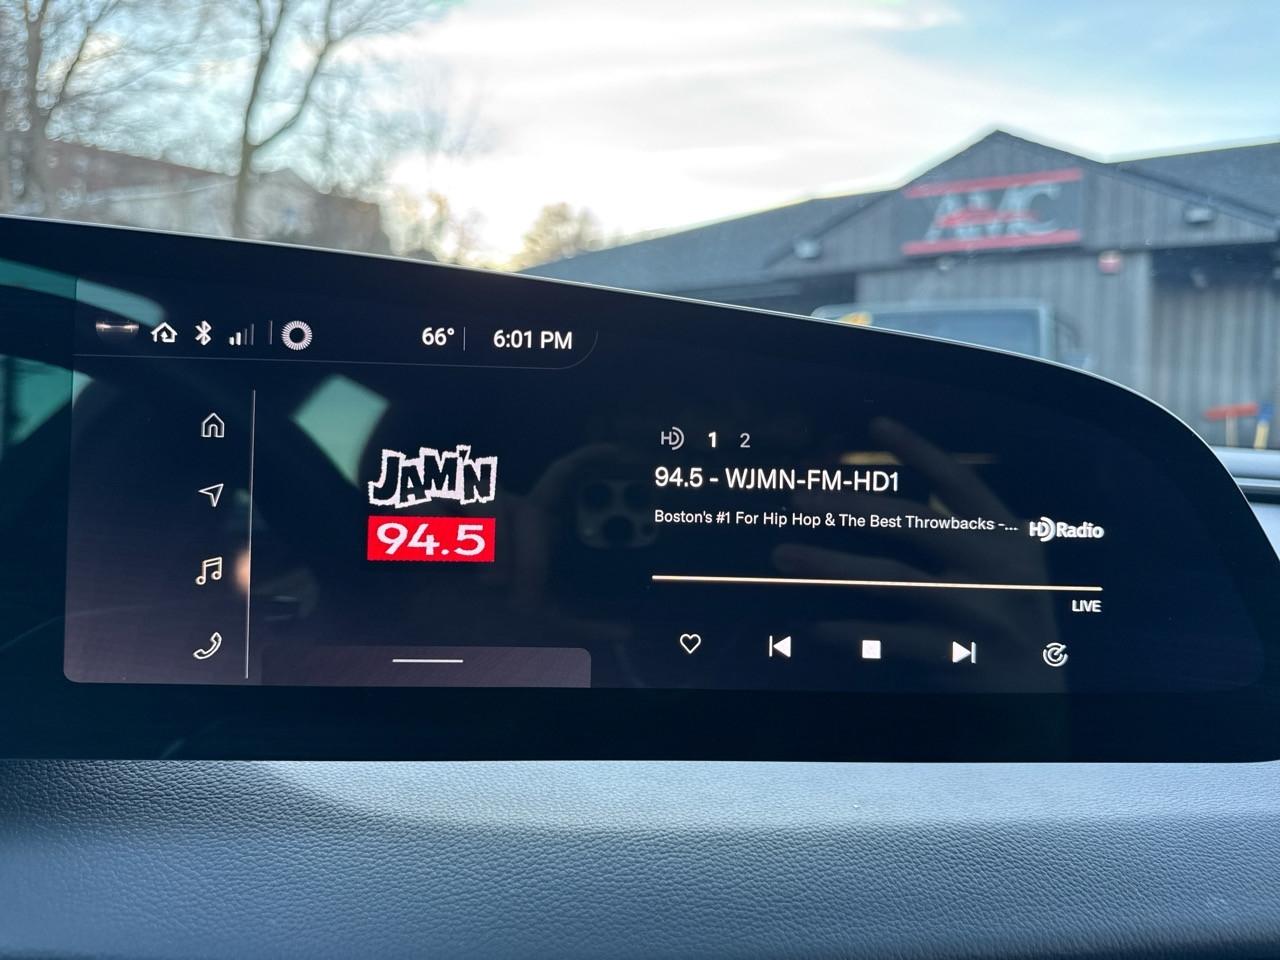 AMC
66° 6:01 PM
JAM'N
94.5
HD 1 2
94.5 - WJMN-FM-HD1
Boston's #1 For Hip Hop & The Best Throwbacks -...
HD Radio
LIVE